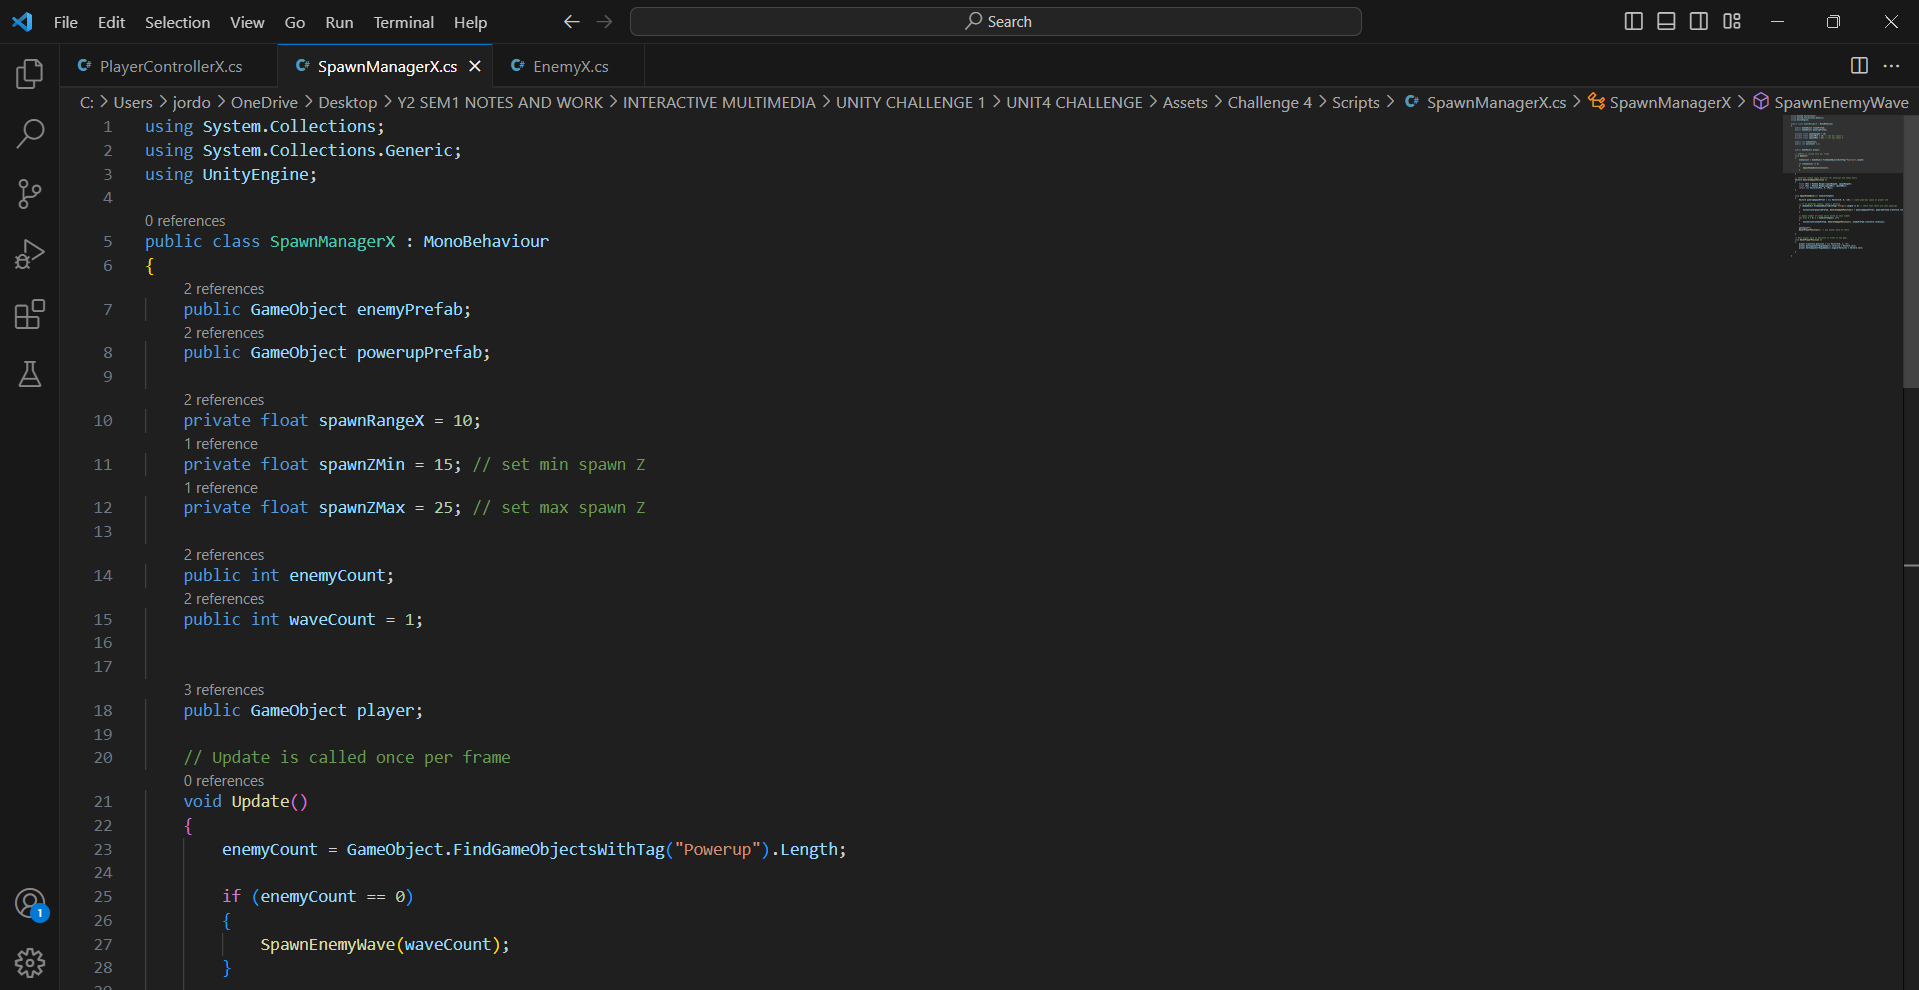 File Edit Selection View Go Run Terminal Help Search
PlayerControllerX.cs SpawnManagerX.cs EnemyX.cs
C: > Users > jordo > OneDrive > Desktop > Y2 SEM1 NOTES AND WORK > INTERACTIVE MULTIMEDIA > UNITY CHALLENGE 1 > UNIT4 CHALLENGE > Assets > Challenge 4 > Scripts > C# SpawnManagerX.cs > SpawnManagerX > SpawnEnemyWave
1 using System.Collections;
2 using System.Collections.Generic;
3 using UnityEngine;
4
0 references
5 public class SpawnManagerX : MonoBehaviour
6 {
2 references
7 public GameObject enemyPrefab;
2 references
8 public GameObject powerupPrefab;
9
2 references
10 private float spawnRangeX = 10;
1 reference
11 private float spawnZMin = 15; // set min spawn Z
1 reference
12 private float spawnZMax = 25; // set max spawn Z
13
2 references
14 public int enemyCount;
2 references
15 public int waveCount = 1;
16
17
3 references
18 public GameObject player;
19
20 // Update is called once per frame
0 references
21 void Update()
22 {
23 enemyCount = GameObject.FindGameObjectsWithTag("Powerup").Length;
24
25 if (enemyCount == 0)
26 {
27 SpawnEnemyWave(waveCount);
28 }
1